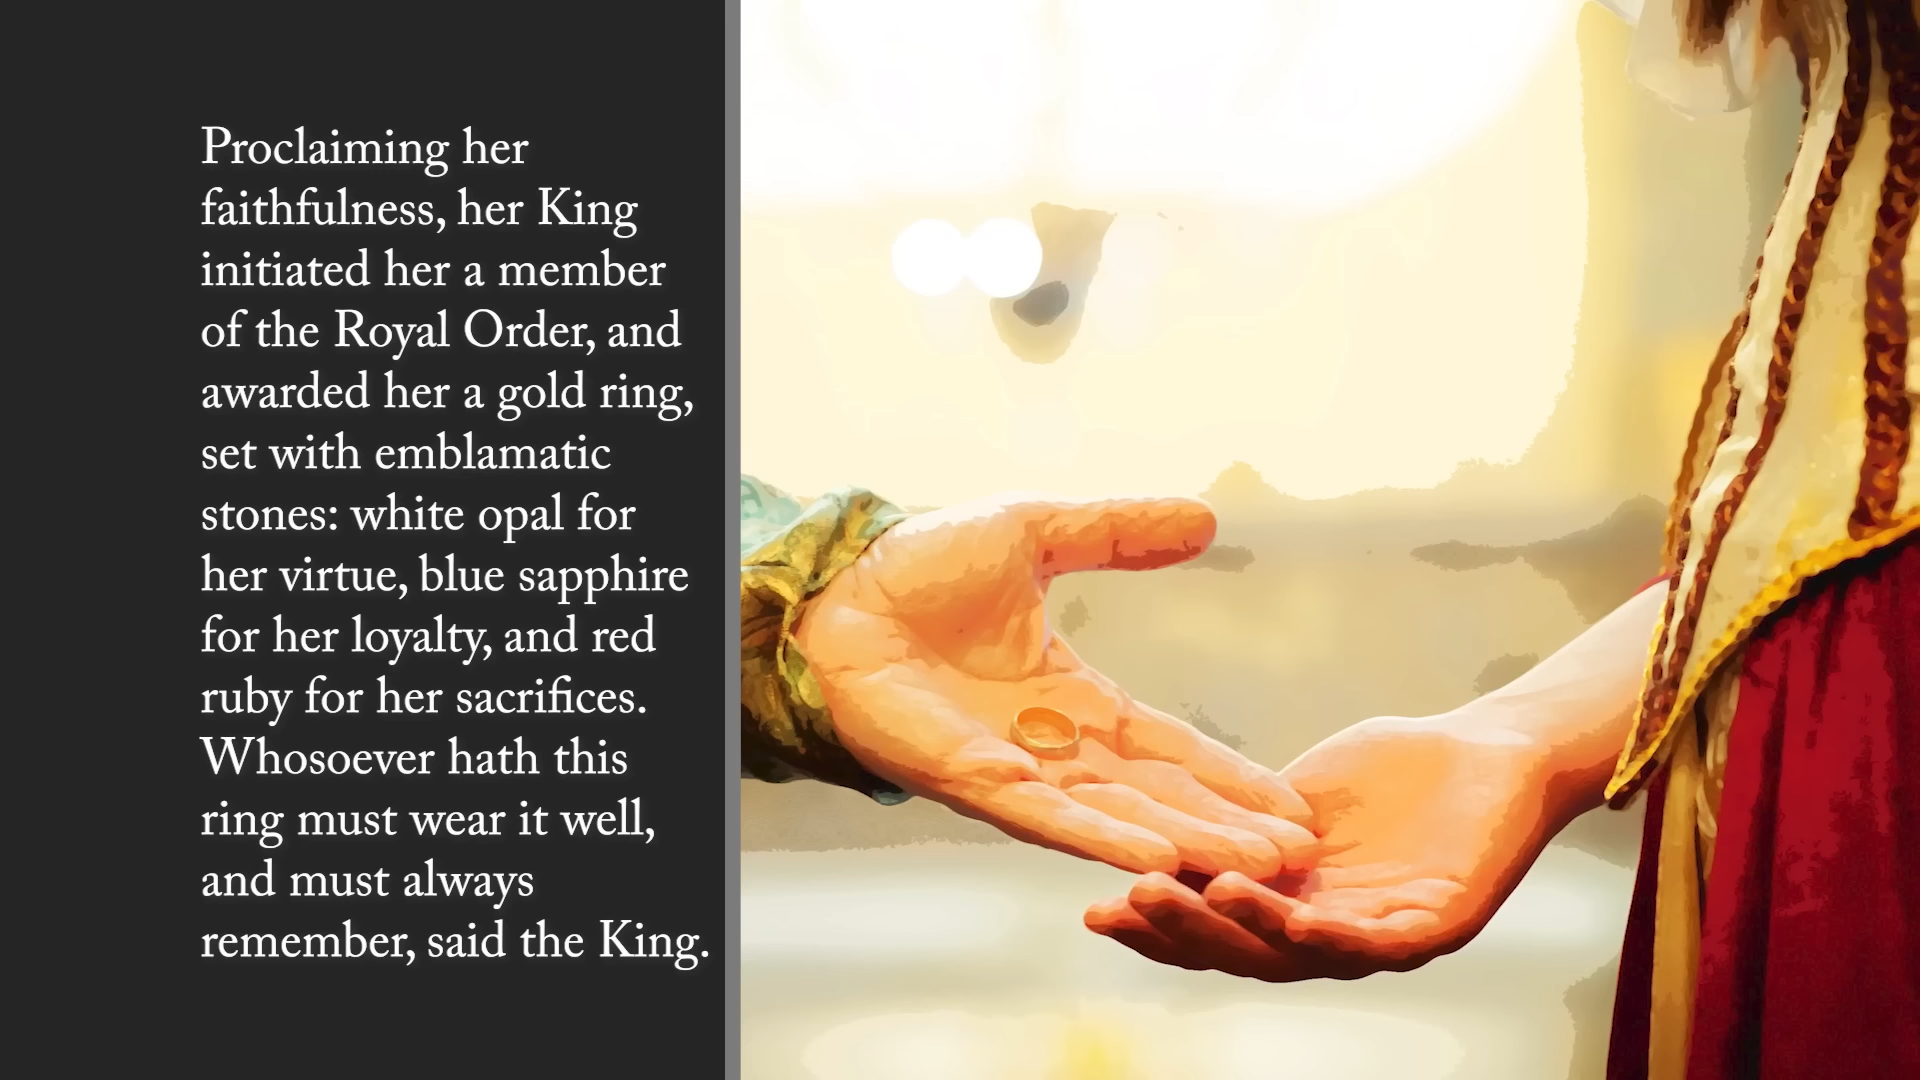 Proclaiming her
faithfulness, her King
initiated her a member
of the Royal Order, and
awarded her a gold ring,
set with emblamatic
stones: white opal for
her virtue, blue sapphire
for her loyalty, and red
ruby for her sacrifices.
Whosoever hath this
ring must wear it well,
and must always
remember, said the King.